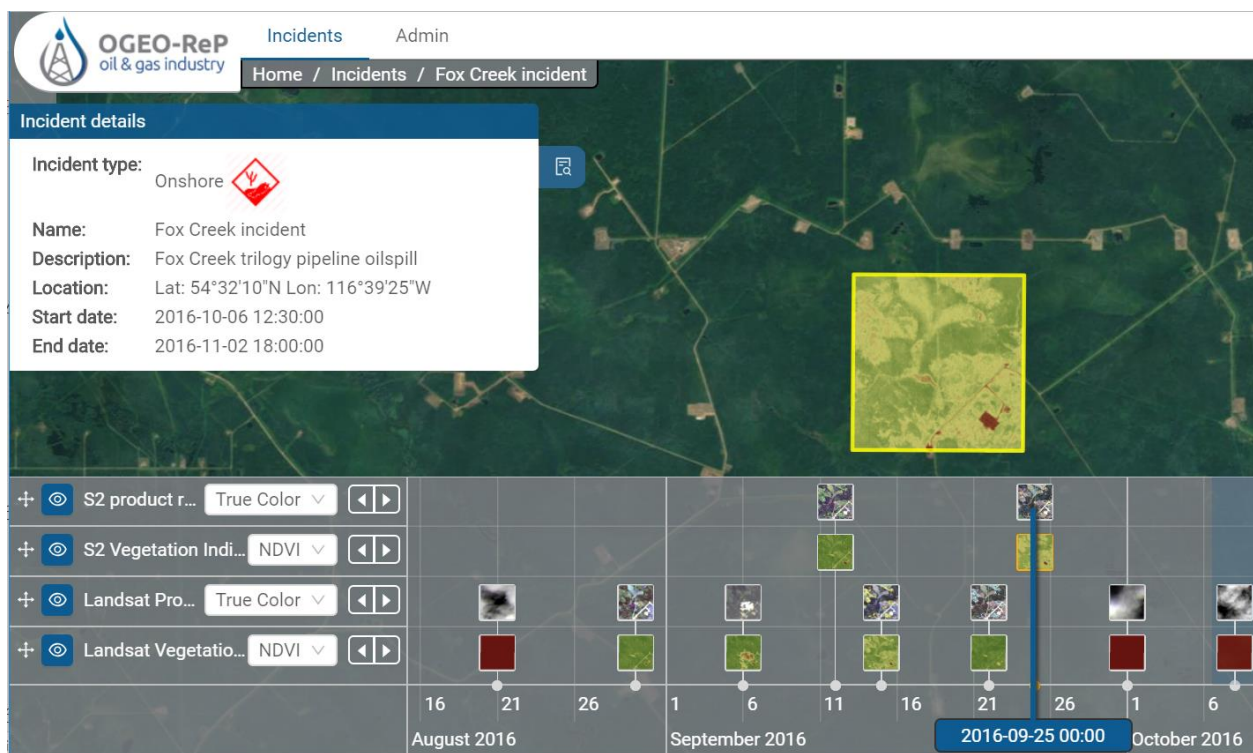 OGEO-ReP
oil & gas industry
Incidents Admin
Home / Incidents / Fox Creek incident
Incident details
Incident type: Onshore
Name: Fox Creek incident
Description: Fox Creek trilogy pipeline oilspill
Location: Lat: 54°32'10"N Lon: 116°39'25"W
Start date: 2016-10-06 12:30:00
End date: 2016-11-02 18:00:00
S2 product r... True Color
S2 Vegetation Indi... NDVI
Landsat Pro... True Color
Landsat Vegetatio... NDVI
16 21 26 1 6 11 16 21 26 1 6
August 2016 September 2016 2016-09-25 00:00 October 2016